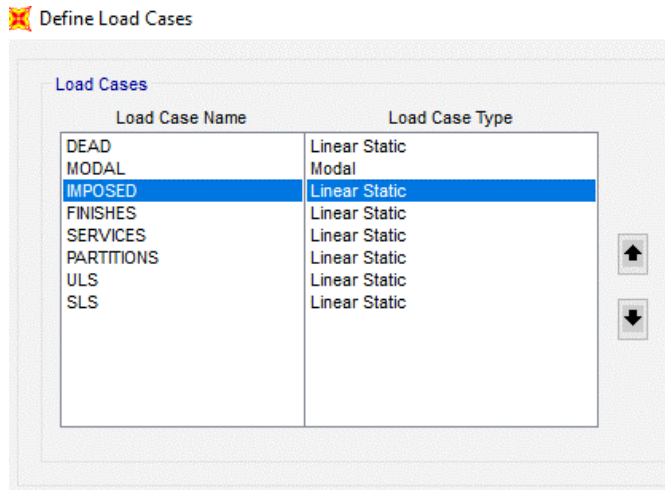 Define Load Cases
Load Cases
Load Case Name Load Case Type
DEAD Linear Static
MODAL Modal
IMPOSED Linear Static
FINISHES Linear Static
SERVICES Linear Static
PARTITIONS Linear Static
ULS Linear Static
SLS Linear Static